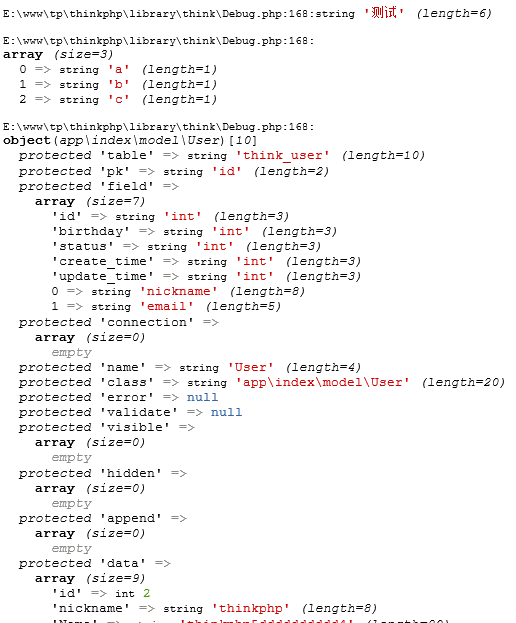 E:\www\tp\thinkphp\library\think\Debug.php:168:string '测试' (length=6)
E:\www\tp\thinkphp\library\think\Debug.php:168:
array (size=3)
0 => string 'a' (length=1)
1 => string 'b' (length=1)
2 => string 'c' (length=1)
E:\www\tp\thinkphp\library\think\Debug.php:168:
object(app\index\model\User)[10]
protected 'table' => string 'think_user' (length=10)
protected 'pk' => string 'id' (length=2)
protected 'field' =>
array (size=7)
'id' => string 'int' (length=3)
'birthday' => string 'int' (length=3)
'status' => string 'int' (length=3)
'create_time' => string 'int' (length=3)
'update_time' => string 'int' (length=3)
0 => string 'nickname' (length=8)
1 => string 'email' (length=5)
protected 'connection' =>
array (size=0)
empty
protected 'name' => string 'User' (length=4)
protected 'class' => string 'app\index\model\User' (length=20)
protected 'error' => null
protected 'validate' => null
protected 'visible' =>
array (size=0)
empty
protected 'hidden' =>
array (size=0)
empty
protected 'append' =>
array (size=0)
empty
protected 'data' =>
array (size=9)
'id' => int 2
'nickname' => string 'thinkphp' (length=8)